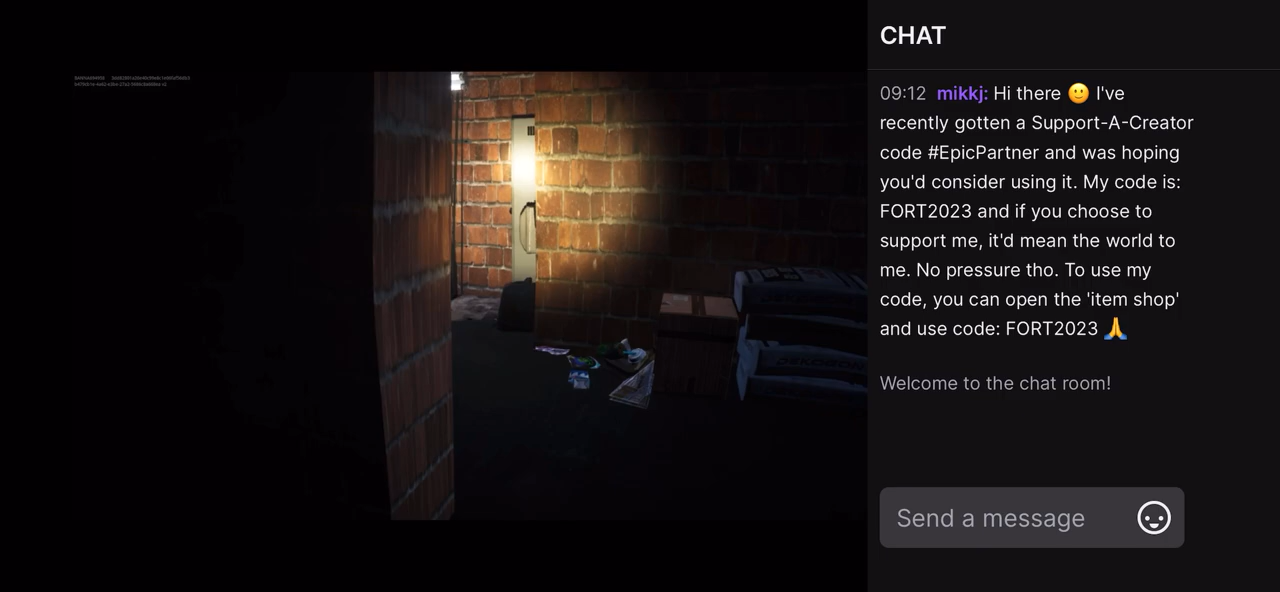 CHAT
09:12 mikkj: Hi there 🙂 I've
recently gotten a Support-A-Creator
code #EpicPartner and was hoping
you'd consider using it. My code is:
FORT2023 and if you choose to
support me, it'd mean the world to
me. No pressure tho. To use my
code, you can open the 'item shop'
and use code: FORT2023 🙏
Welcome to the chat room!
Send a message